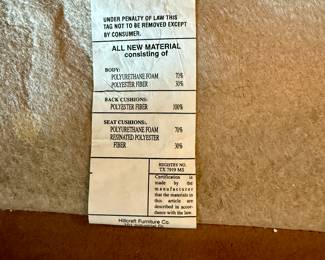 UNDER PENALTY OF LAW THIS
TAG NOT TO BE REMOVED EXCEPT
BY CONSUMER.
ALL NEW MATERIAL
consisting of
BODY:
POLYURETHANE FOAM 70%
POLYESTER FIBER 30%
BACK CUSHIONS:
POLYESTER FIBER 100%
SEAT CUSHIONS:
POLYURETHANE FOAM 70%
RESINATED POLYESTER
FIBER 30%
REGISTRY NO.
TX 7919 MS
Certification is
made by the
manufacturer
that the materials in
this article are
described in accor-
dance with the law.
Hillcraft Furniture Co.